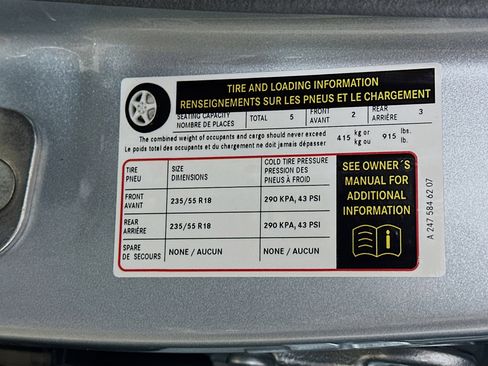 TIRE AND LOADING INFORMATION
RENSEIGNEMENTS SUR LES PNEUS ET LE CHARGEMENT
SEATING CAPACITY
NOMBRE DE PLACES
TOTAL 5
FRONT
AVANT
2
REAR
ARRIÈRE
3
The combined weight of occupants and cargo should never exceed
Le poids total des occupants et du chargement ne doit jamais dépasser
415 kg or
kg ou
915 lbs.
lb.
TIRE
PNEU
SIZE
DIMENSIONS
COLD TIRE PRESSURE
PRESSION DES
PNEUS À FROID
FRONT
AVANT
235/55 R18
290 KPA, 43 PSI
REAR
ARRIÈRE
235/55 R18
290 KPA, 43 PSI
SPARE
DE SECOURS
NONE / AUCUN
NONE / AUCUN
SEE OWNER´S
MANUAL FOR
ADDITIONAL
INFORMATION
i
A 247 584 62 07